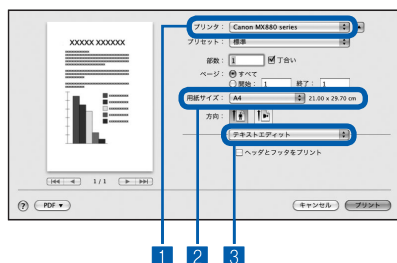 XXXXX XXXXXX
プリンタ： Canon MX880 series
プリセット： 標準
部数： 1 丁合い
ページ： すべて
開始： 1 終了： 1
用紙サイズ： A4 21.00 x 29.70 cm
方向：
テキストエディット
ヘッダとフッタをプリント
1 / 1
? PDF▼ キャンセル プリント
1 2 3